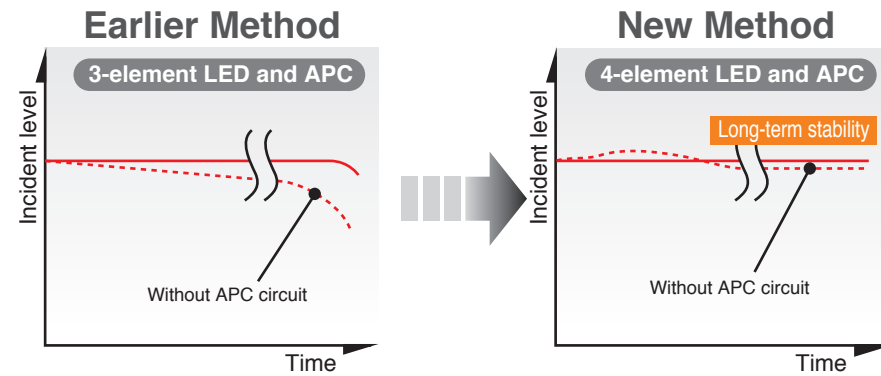 Earlier Method
3-element LED and APC
Incident level
Without APC circuit
Time
New Method
4-element LED and APC
Long-term stability
Incident level
Without APC circuit
Time